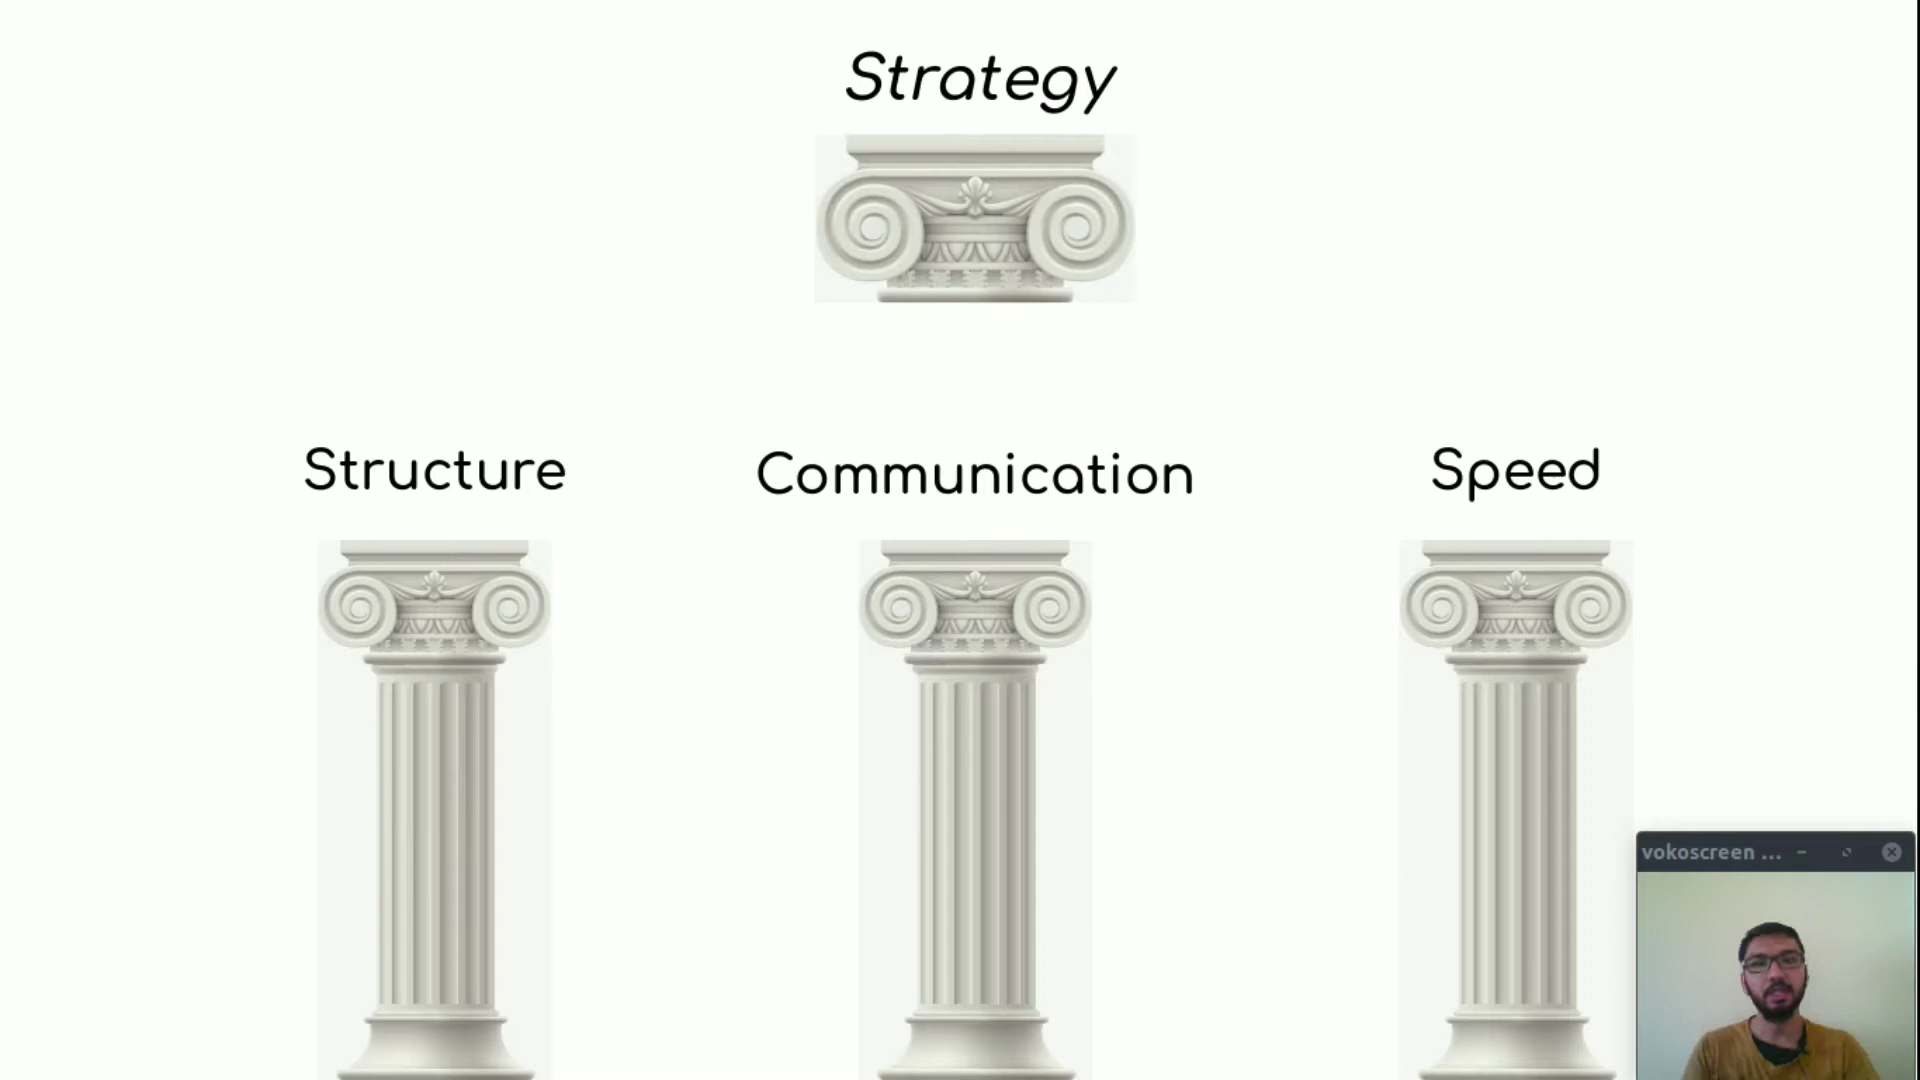 Strategy
Structure
Communication
Speed
vokoscreen ...